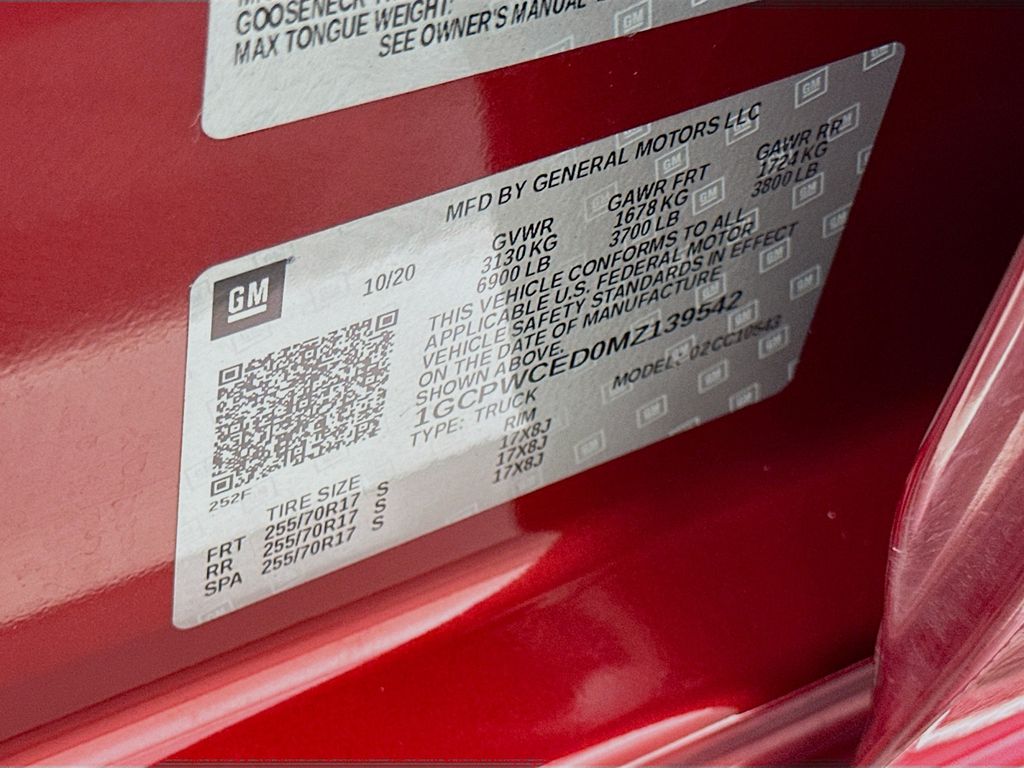 GOOSENECK
MAX TONGUE WEIGHT:
SEE OWNER'S MANUAL
MFD BY GENERAL MOTORS LLC
GM
10/20
GVWR GAWR FRT GAWR RR
3130 KG 1678 KG 1724 KG
6900 LB 3700 LB 3800 LB
THIS VEHICLE CONFORMS TO ALL
APPLICABLE U.S. FEDERAL MOTOR
VEHICLE SAFETY STANDARDS IN EFFECT
ON THE DATE OF MANUFACTURE
SHOWN ABOVE.
1GCPWCED0MZ139542
TYPE: TRUCK MODEL:
252F
TIRE SIZE RIM
FRT 255/70R17 S 17X8J
RR 255/70R17 S 17X8J
SPA 255/70R17 S 17X8J